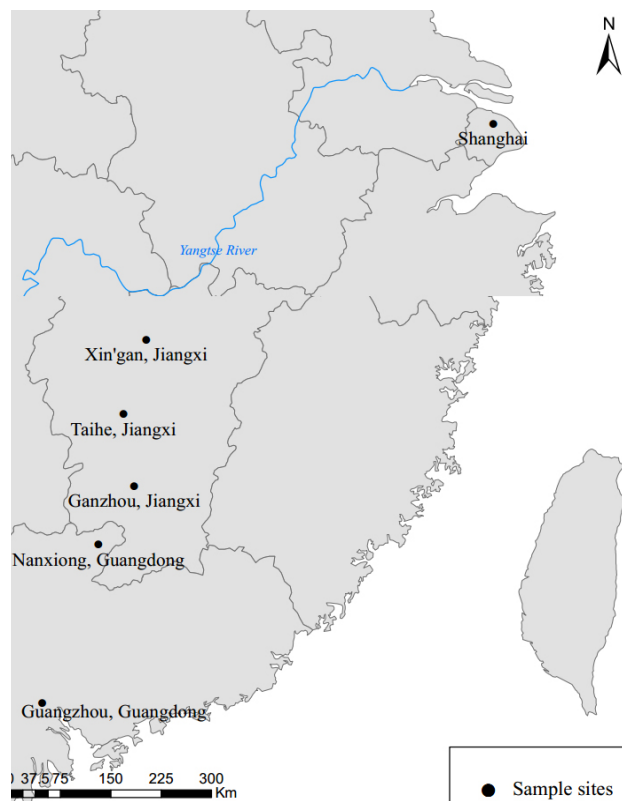 N
Shanghai
Yangtse River
Xin'gan, Jiangxi
Taihe, Jiangxi
Ganzhou, Jiangxi
Nanxiong, Guangdong
Guangzhou, Guangdong
0 37.575 150 225 300
Km
Sample sites